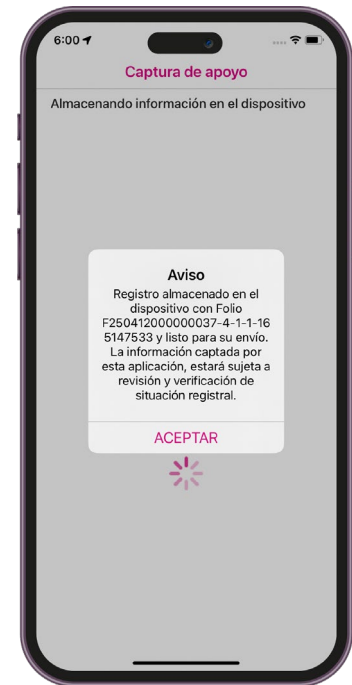 6:00
Captura de apoyo
Almacenando información en el dispositivo
Aviso
Registro almacenado en el
dispositivo con Folio
F250412000000037-4-1-1-16
5147533 y listo para su envío.
La información captada por
esta aplicación, estará sujeta a
revisión y verificación de
situación registral.
ACEPTAR